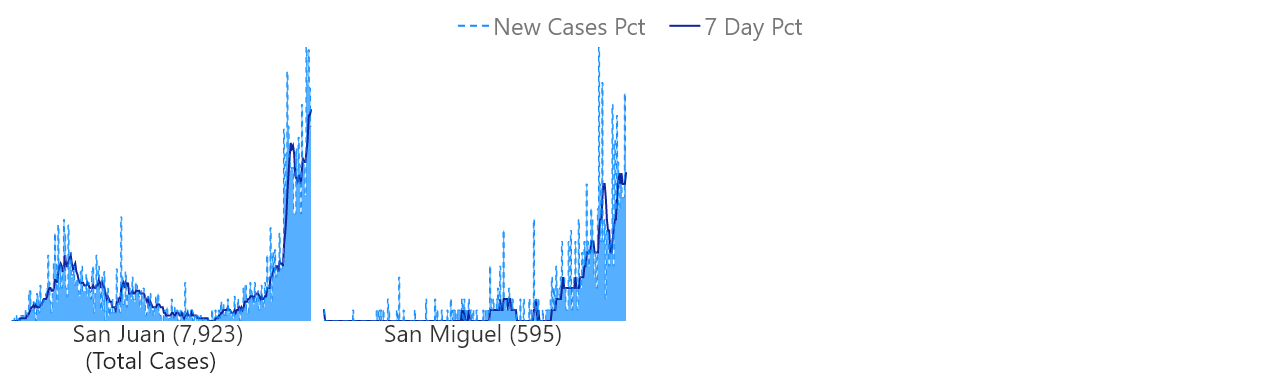 New Cases Pct 7 Day Pct
San Juan (7,923) San Miguel (595)
(Total Cases)